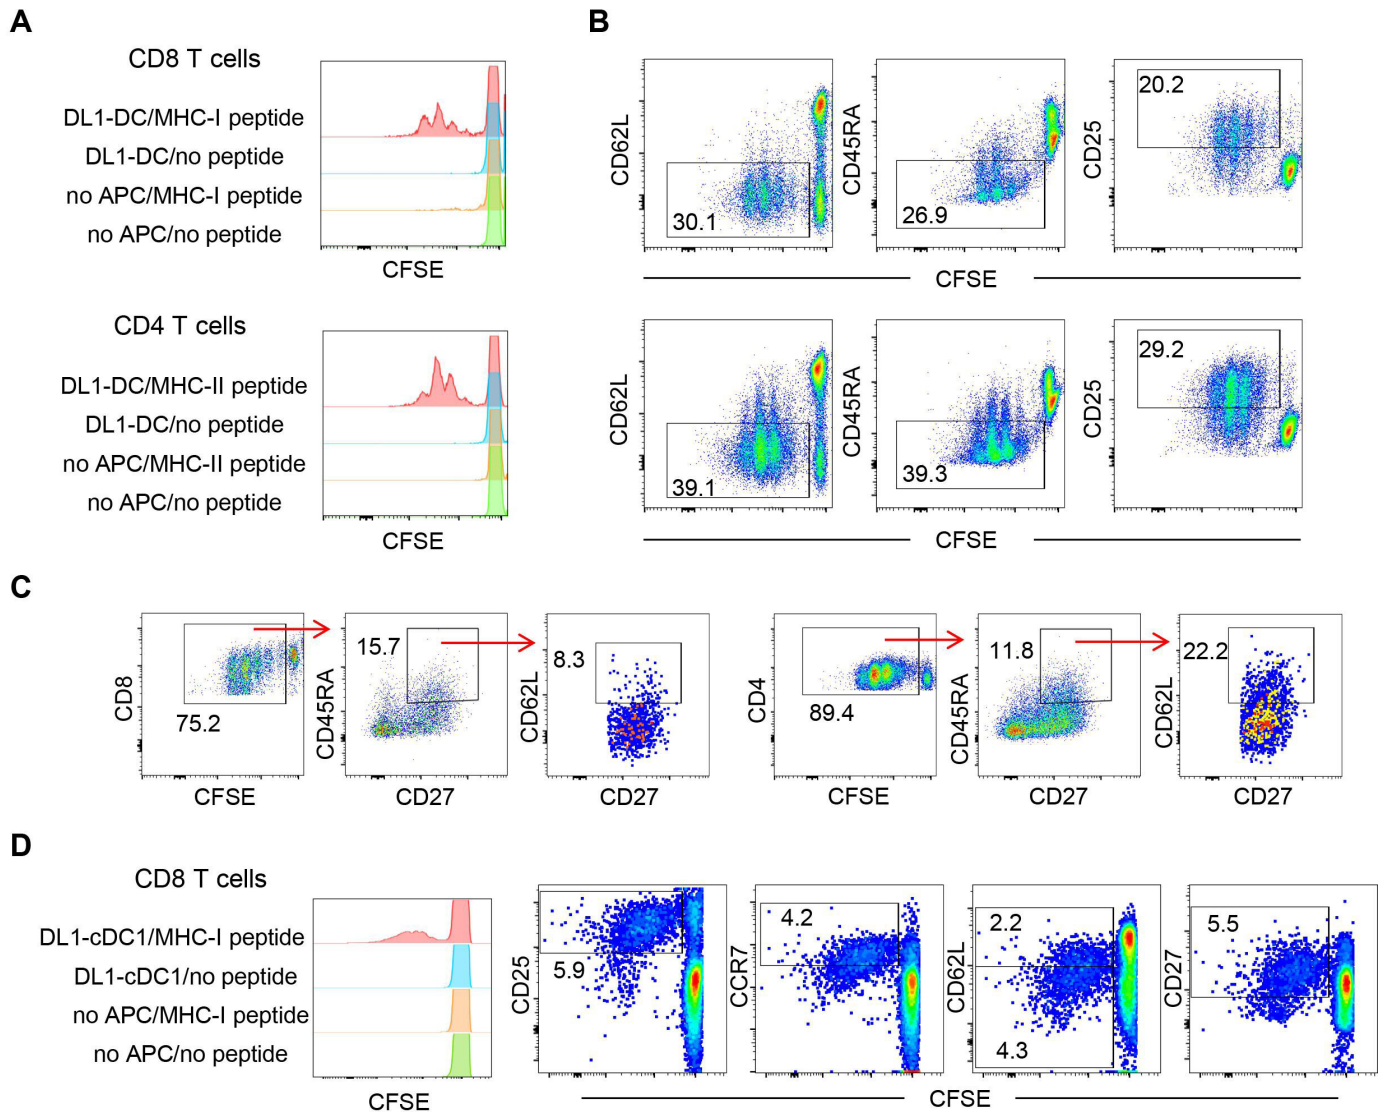 A
CD8 T cells
DL1-DC/MHC-I peptide
DL1-DC/no peptide
no APC/MHC-I peptide
no APC/no peptide
CFSE
CD4 T cells
DL1-DC/MHC-II peptide
DL1-DC/no peptide
no APC/MHC-II peptide
no APC/no peptide
CFSE
B
CD62L
30.1
CD45RA
26.9
CD25
20.2
CFSE
CD62L
39.1
CD45RA
39.3
CD25
29.2
CFSE
C
CD8
75.2
CFSE
CD45RA
15.7
CD27
CD62L
8.3
CD27
CD4
89.4
CFSE
CD45RA
11.8
CD27
CD62L
22.2
CD27
D
CD8 T cells
DL1-cDC1/MHC-I peptide
DL1-cDC1/no peptide
no APC/MHC-I peptide
no APC/no peptide
CFSE
CD25
5.9
CCR7
4.2
CD62L
2.2
4.3
CD27
5.5
CFSE